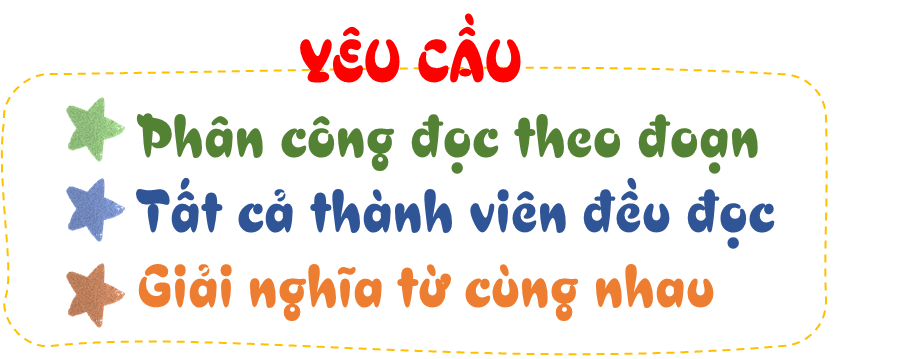 YÊU CẦU
Phân công đọc theo đoạn
Tất cả thành viên đều đọc
Giải nghĩa từ cùng nhau